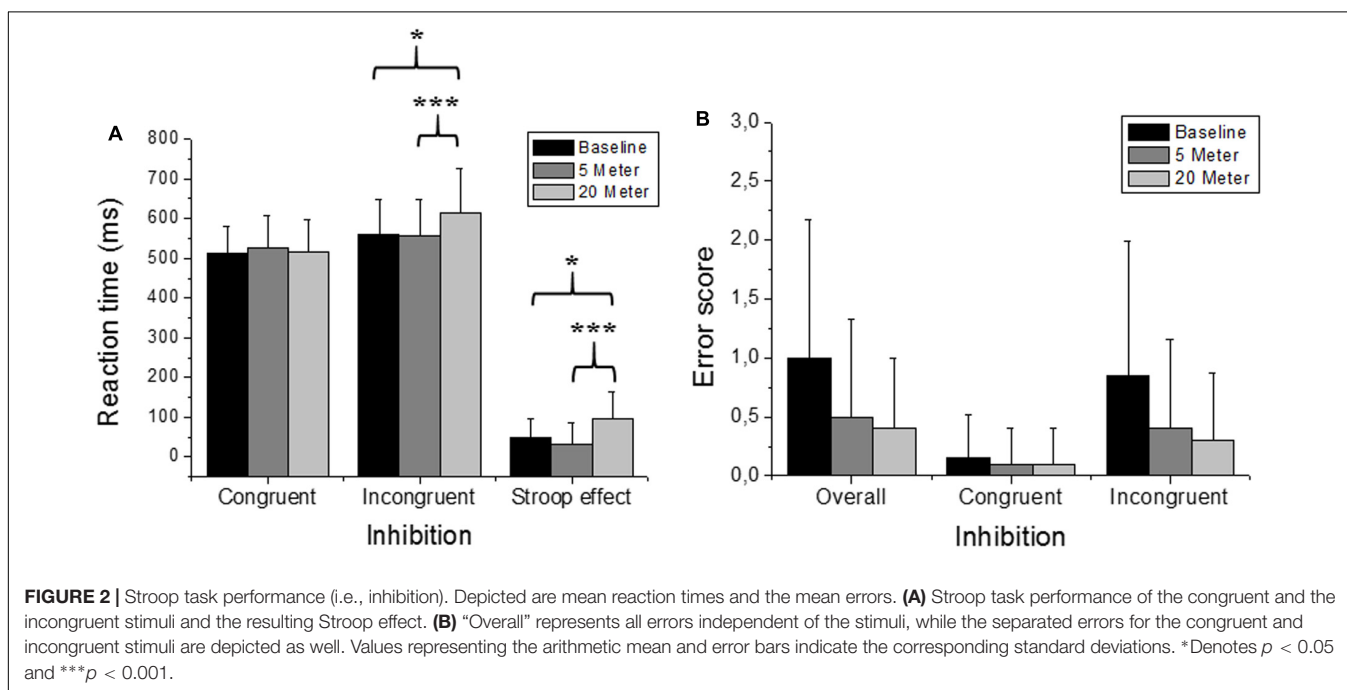 *
***
A
800
700
600
500
400
300
200
100
0
Reaction time (ms)
Baseline
5 Meter
20 Meter
*
***
Congruent Incongruent Stroop effect
Inhibition
B
3,0
2,5
2,0
1,5
1,0
0,5
0,0
Error score
Baseline
5 Meter
20 Meter
Overall Congruent Incongruent
Inhibition
FIGURE 2 | Stroop task performance (i.e., inhibition). Depicted are mean reaction times and the mean errors. (A) Stroop task performance of the congruent and the
incongruent stimuli and the resulting Stroop effect. (B) “Overall” represents all errors independent of the stimuli, while the separated errors for the congruent and
incongruent stimuli are depicted as well. Values representing the arithmetic mean and error bars indicate the corresponding standard deviations. *Denotes p < 0.05
and ***p < 0.001.